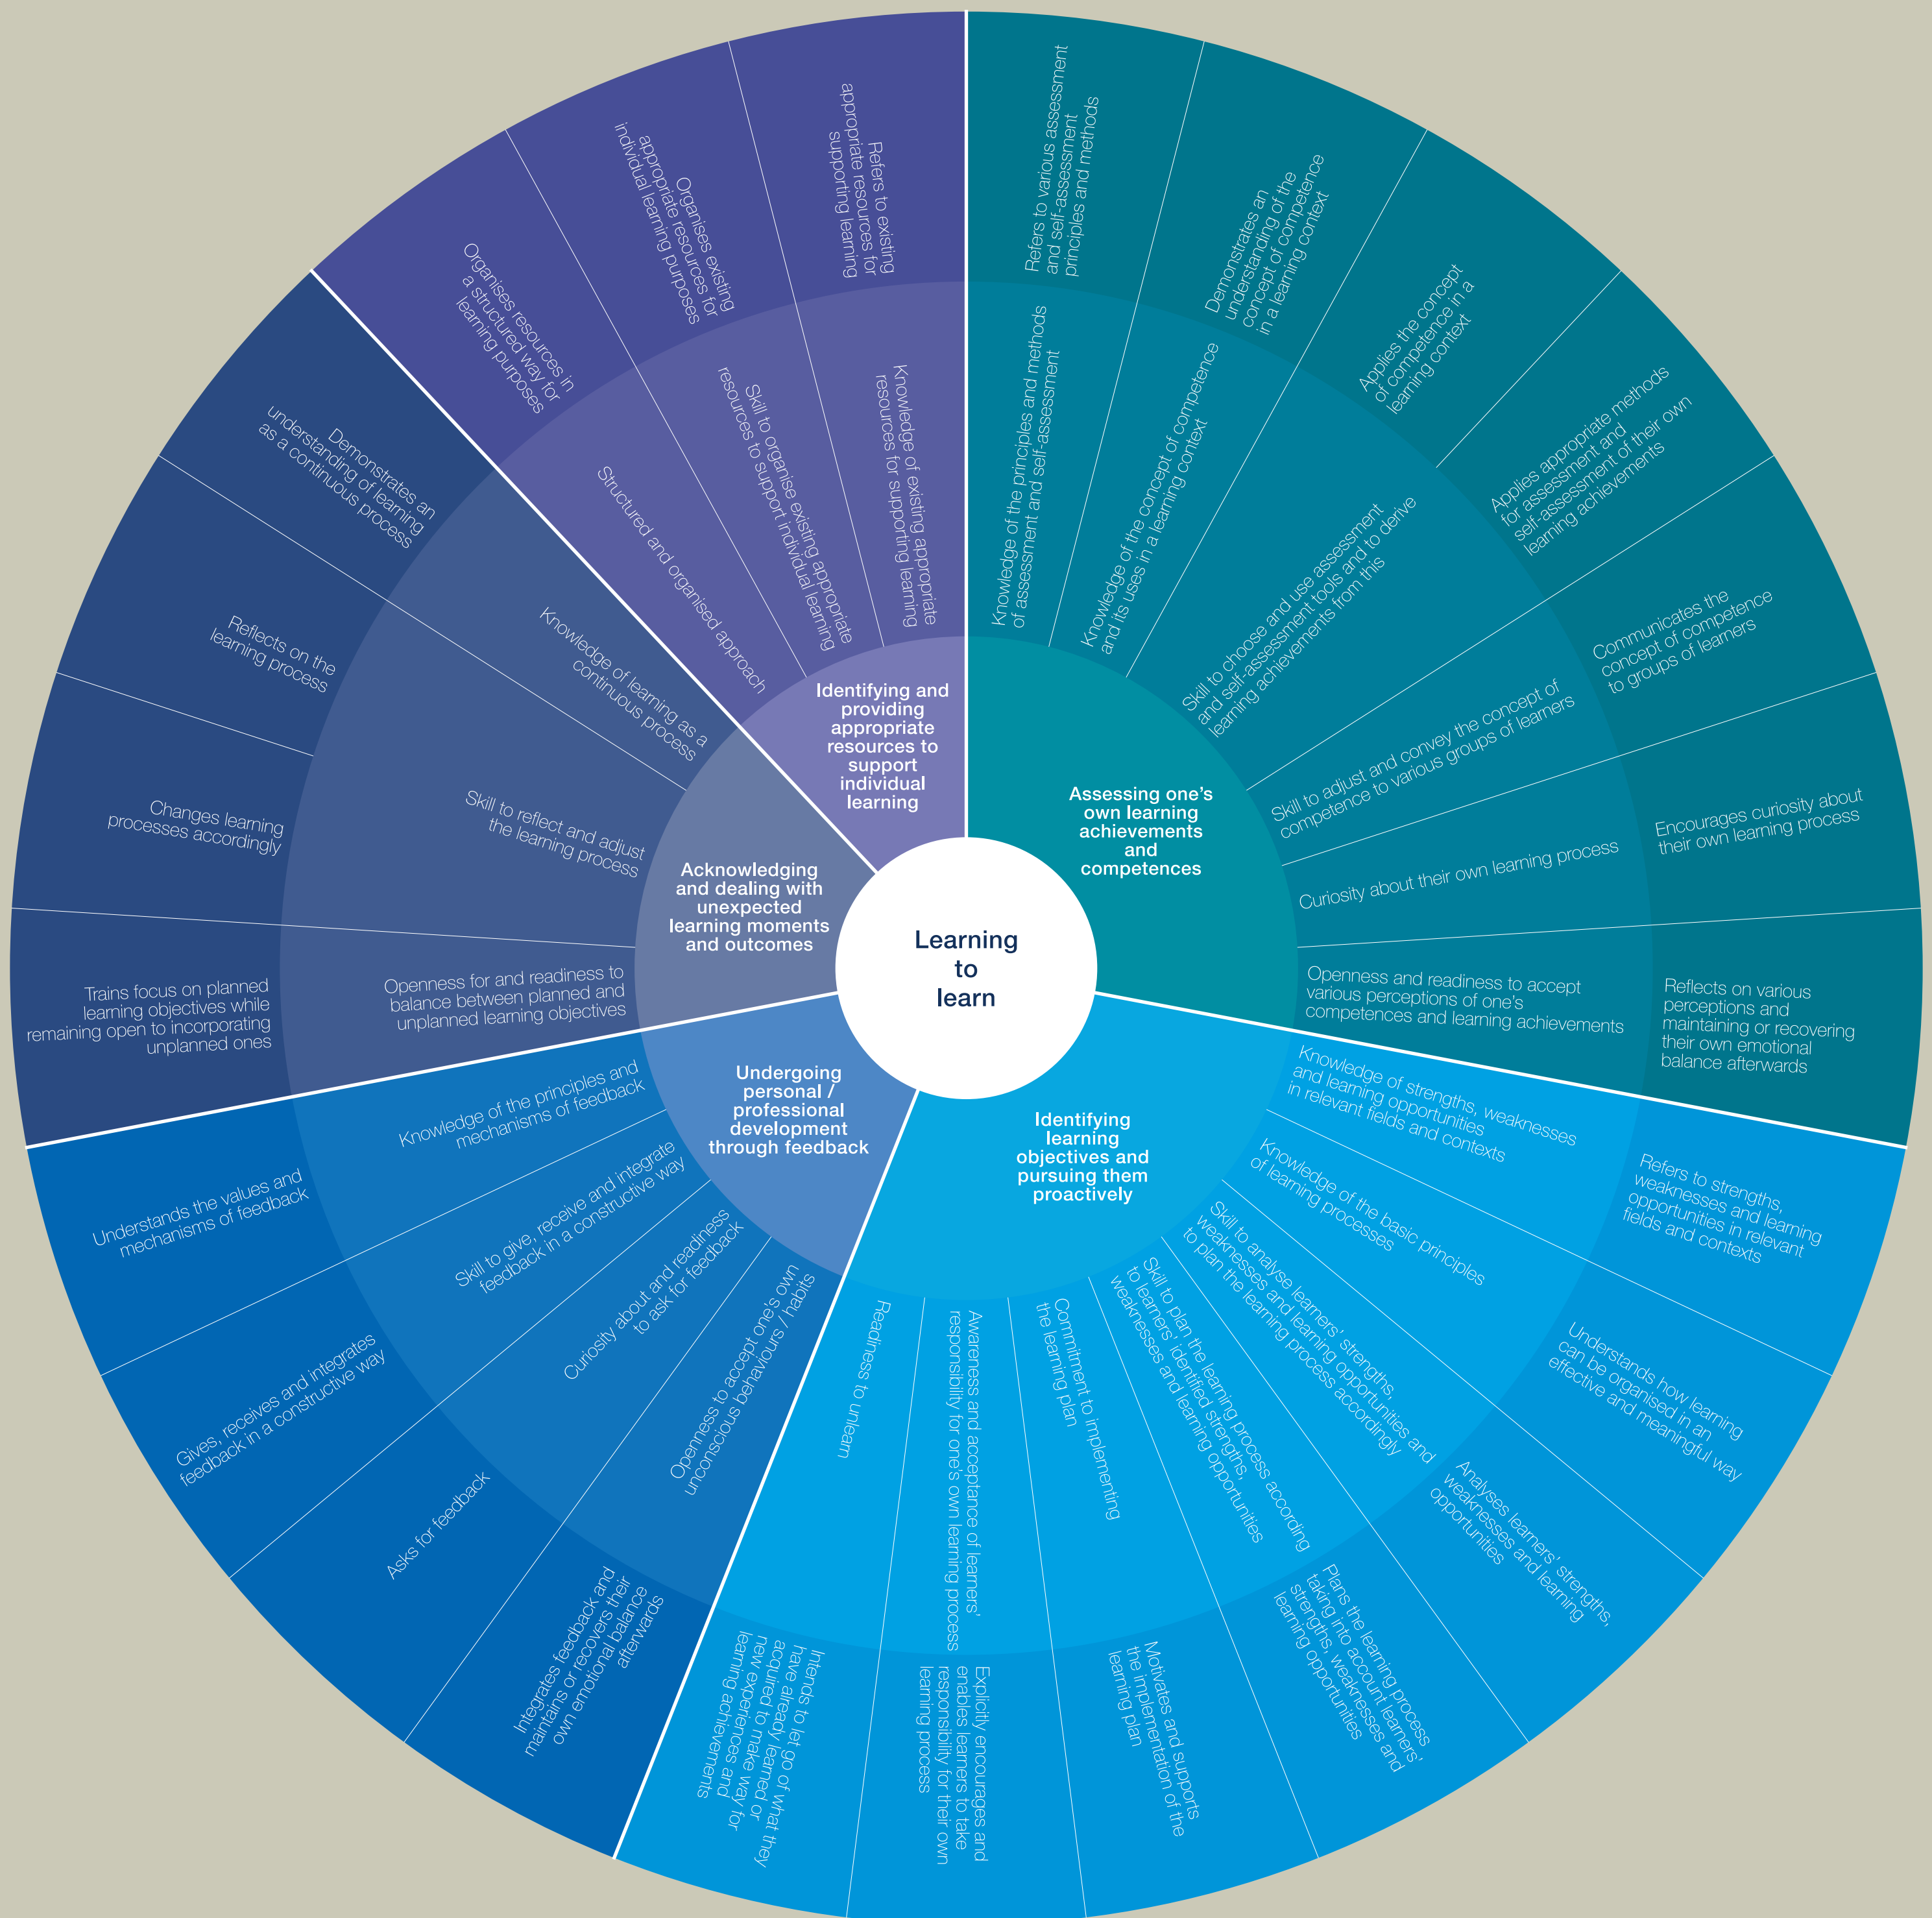 Learning
to
learn
Assessing one's
own learning
achievements
and
competences
Knowledge of the principles and methods
of assessment and self-assessment
Refers to various assessment
and self-assessment
principles and methods
Knowledge of the concept of competence
and its uses in a learning context
Demonstrates an
understanding of the
concept of competence
in a learning context
Skill to choose and use assessment
and self-assessment tools and to derive
learning achievements from this
Applies the concept
of competence in a
learning context
Applies appropriate methods
for assessment and
self-assessment of their own
learning achievements
Skill to adjust and convey the concept of
competence to various groups of learners
Communicates the
concept of competence
to groups of learners
Curiosity about their own learning process
Encourages curiosity about
their own learning process
Openness and readiness to accept
various perceptions of one's
competences and learning achievements
Reflects on various
perceptions and
maintaining or recovering
their own emotional
balance afterwards
Identifying
learning
objectives and
pursuing them
proactively
Knowledge of strengths, weaknesses
and learning opportunities
in relevant fields and contexts
Refers to strengths,
weaknesses and learning
opportunities in relevant
fields and contexts
Knowledge of the basic principles
of learning processes
Understands how learning
can be organised in an
effective and meaningful way
Skill to analyse learners' strengths,
weaknesses and learning opportunities and
to plan the learning process accordingly
Analyses learners' strengths,
weaknesses and learning
opportunities
Skill to plan the learning process according
to learners' identified strengths,
weaknesses and learning opportunities
Plans the learning process
taking into account learners'
strengths, weaknesses and
learning opportunities
Commitment to implementing
the learning plan
Motivates and supports
the implementation of the
learning plan
Awareness and acceptance of learners'
responsibility for one's own learning process
Explicitly encourages and
enables learners to take
responsibility for their own
learning process
Readiness to unlearn
Intends to let go of what they
have already learned or
acquired to make way for
new experiences and
learning achievements
Undergoing
personal /
professional
development
through feedback
Openness to accept one's own
unconscious behaviours / habits
Integrates feedback and
maintains or recovers their
own emotional balance
afterwards
Curiosity about and readiness
to ask for feedback
Asks for feedback
Skill to give, receive and integrate
feedback in a constructive way
Gives, receives and integrates
feedback in a constructive way
Knowledge of the principles and
mechanisms of feedback
Understands the values and
mechanisms of feedback
Acknowledging
and dealing with
unexpected
learning moments
and outcomes
Openness for and readiness to
balance between planned and
unplanned learning objectives
Trains focus on planned
learning objectives while
remaining open to incorporating
unplanned ones
Skill to reflect and adjust
the learning process
Changes learning
processes accordingly
Reflects on the
learning process
Knowledge of learning as a
continuous process
Demonstrates an
understanding of learning
as a continuous process
Identifying and
providing
appropriate
resources to
support
individual
learning
Structured and organised approach
Organises resources in
a structured way for
learning purposes
Skill to organise existing appropriate
resources to support individual learning
Organises existing
appropriate resources for
individual learning purposes
Knowledge of existing appropriate
resources for supporting learning
Refers to existing
appropriate resources for
supporting learning